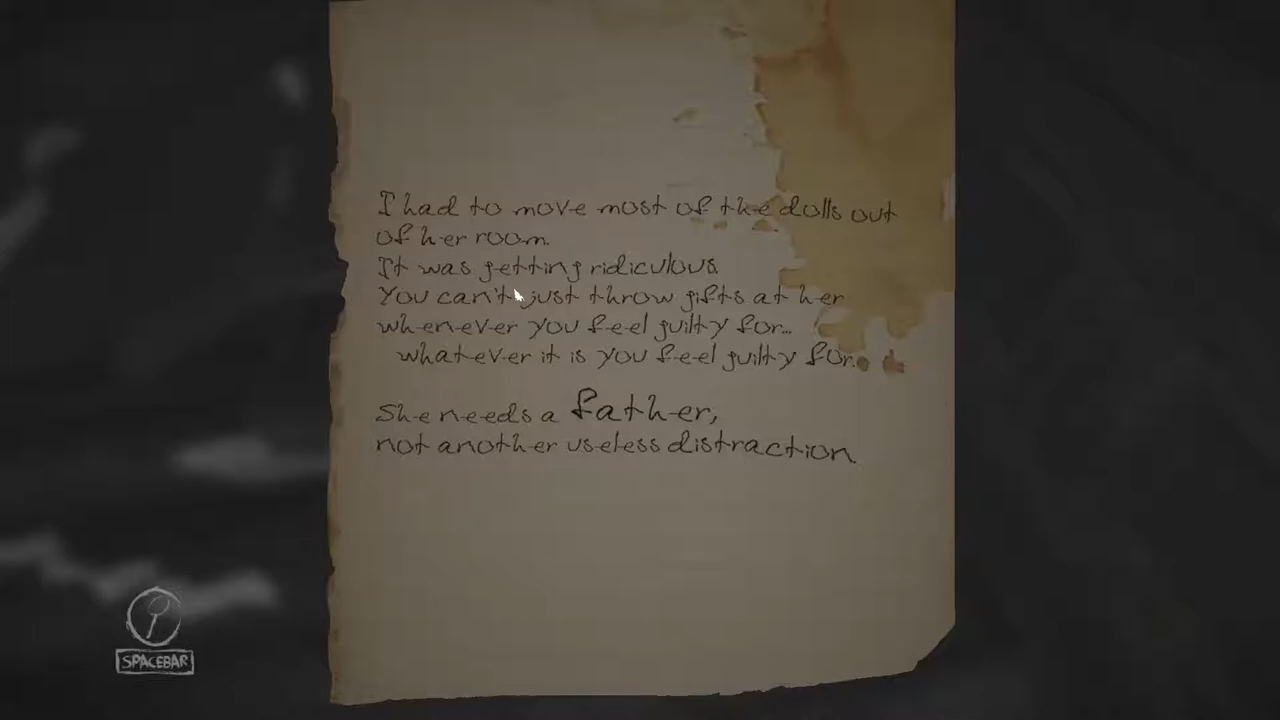 I had to move most of the dolls out
of her room.
It was getting ridiculous.
You can't just throw gifts at her
whenever you feel guilty for...
whatever it is you feel guilty for.
She needs a father,
not another useless distraction.
SPACEBAR